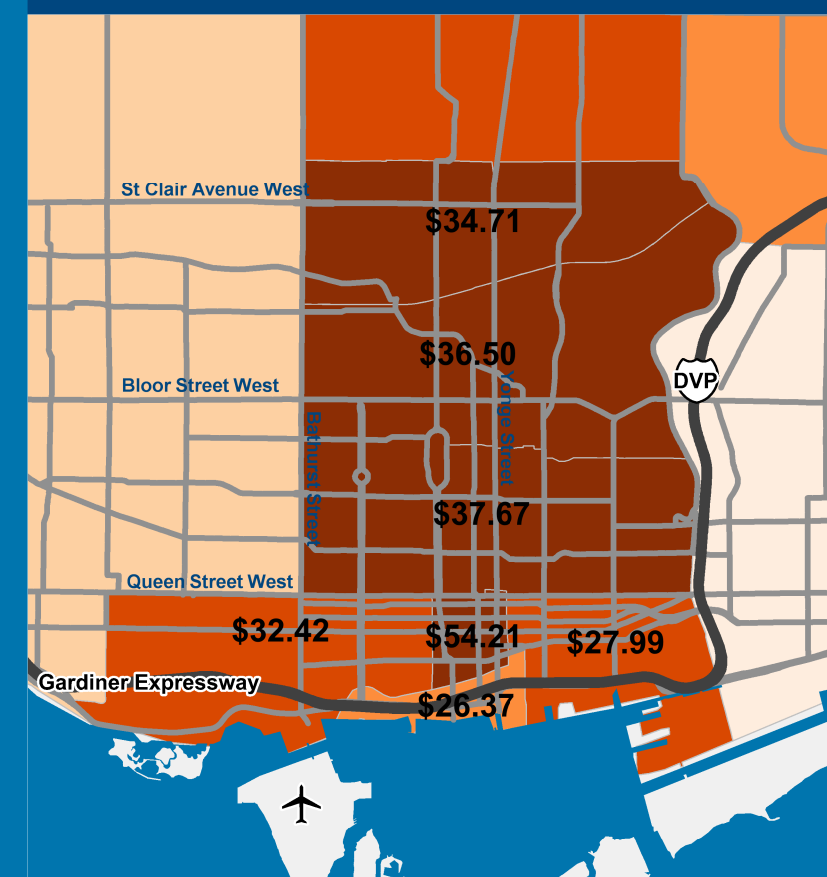 St Clair Avenue West
$34.71
$36.50
DVP
Bloor Street West
Yonge Street
Bathurst Street
$37.67
Queen Street West
$32.42
$54.21
$27.99
Gardiner Expressway
$26.37